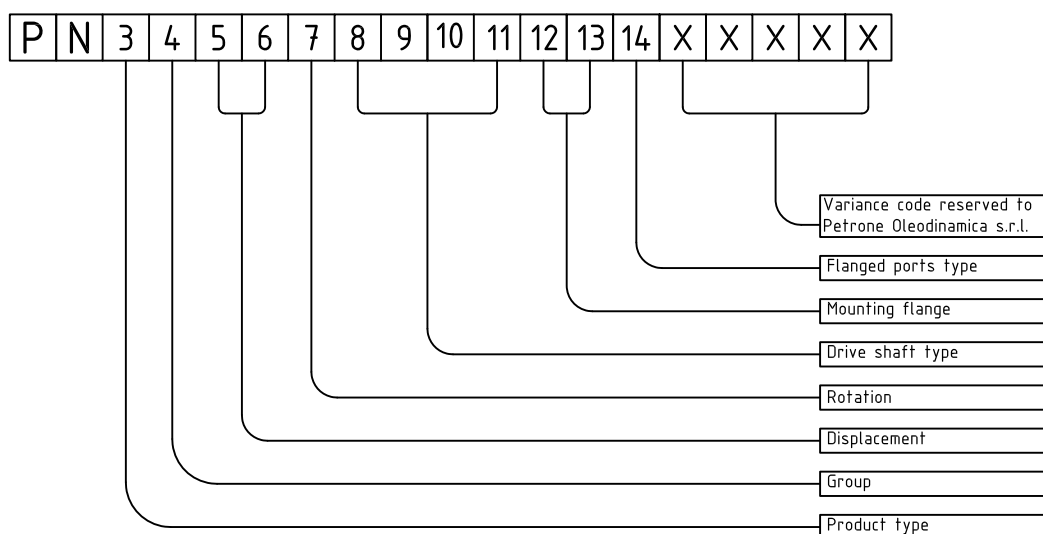 P N 3 4 5 6 7 8 9 10 11 12 13 14 X X X X X
Variance code reserved to
Petrone Oleodinamica s.r.l.
Flanged ports type
Mounting flange
Drive shaft type
Rotation
Displacement
Group
Product type